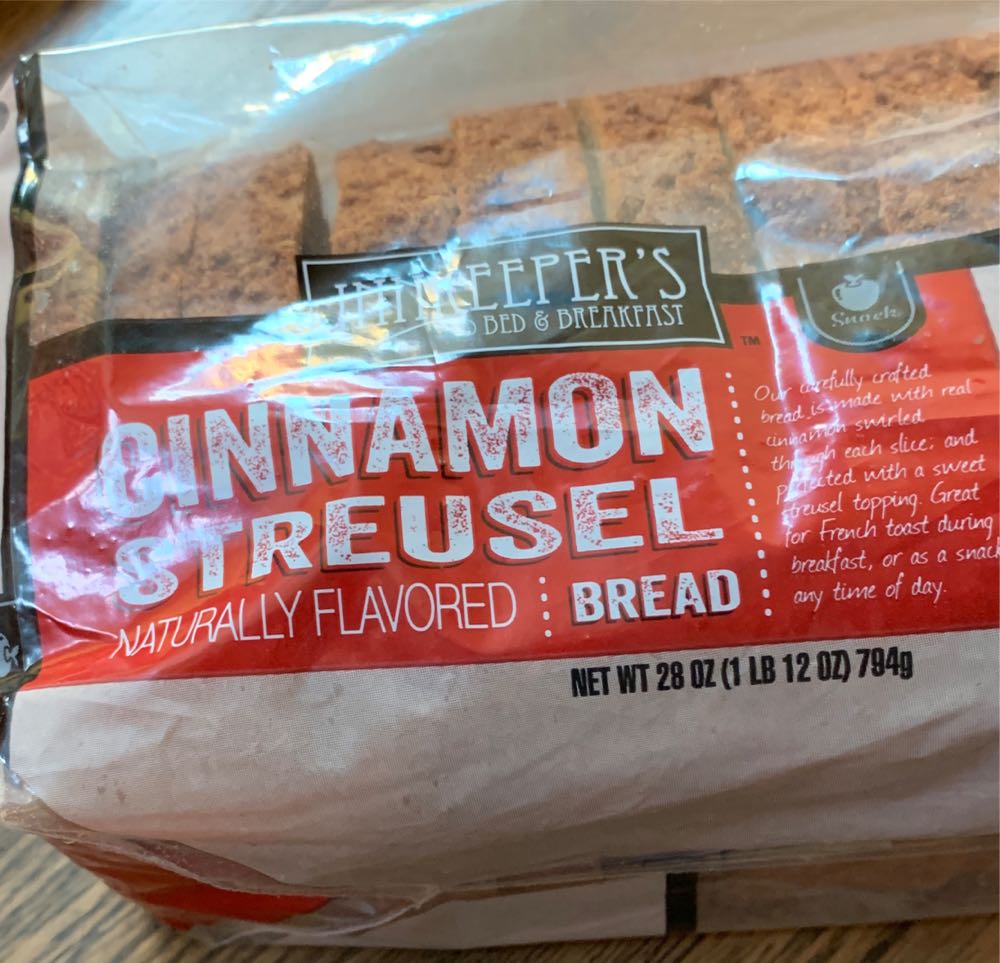 INNKEEPER'S
BED & BREAKFAST
TM
Snack
CINNAMON
STREUSEL
NATURALLY FLAVORED
BREAD
Our carefully crafted
bread is made with real
cinnamon swirled
through each slice; and
perfected with a sweet
streusel topping. Great
for French toast during
breakfast, or as a snack
any time of day.
NET WT 28 OZ (1 LB 12 OZ) 794g